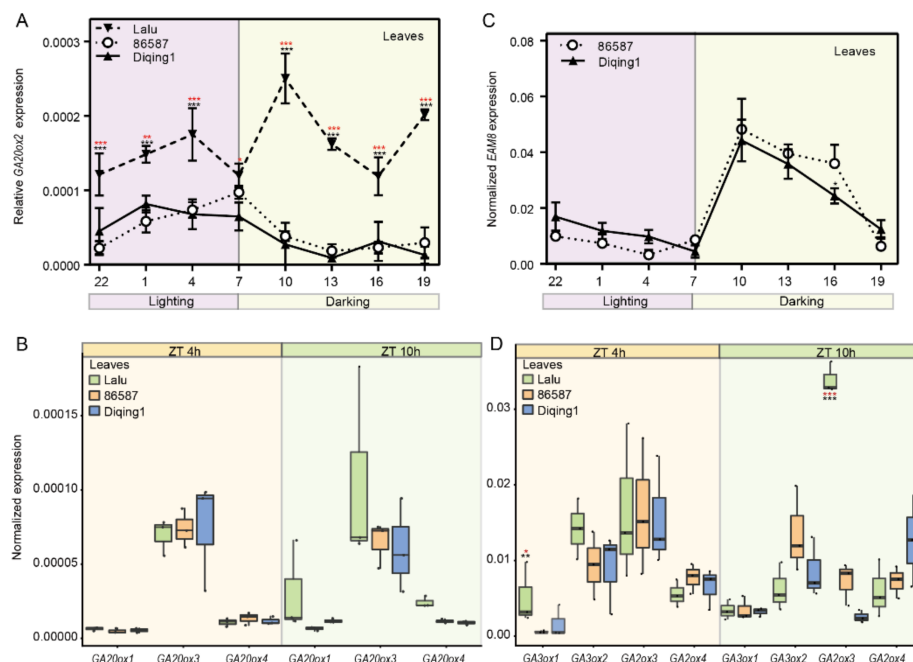 A
Lalu
86587
Diqing1
Leaves
Relative GA20ox2 expression
0.0003
0.0002
0.0001
0.0000
*** ***
** ***
*** ***
*
*** ***
*** ***
*** ***
*** ***
22 1 4 7 10 13 16 19
Lighting Darking
C
86587
Diqing1
Leaves
Normalized EAM8 expression
0.08
0.06
0.04
0.02
0.00
22 1 4 7 10 13 16 19
Lighting Darking
B
ZT 4h ZT 10h
Leaves
Lalu
86587
Diqing1
Normalized expression
0.00015
0.00010
0.00005
0.00000
GA20ox1 GA20ox3 GA20ox4 GA20ox1 GA20ox3 GA20ox4
D
ZT 4h ZT 10h
Leaves
Lalu
86587
Diqing1
0.03
0.02
0.01
0.00
* **
*** ***
GA3ox1 GA3ox2 GA2ox3 GA2ox4 GA3ox1 GA3ox2 GA2ox3 GA2ox4